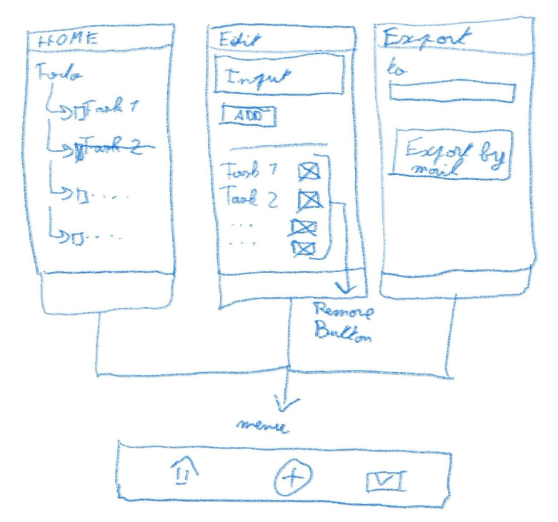 HOME
Todo
Task 1
Task 2
....
....
Edit
Input
ADD
Task 1
Task 2
...
...
Remove
Button
Export
to
Export by
mail
menu